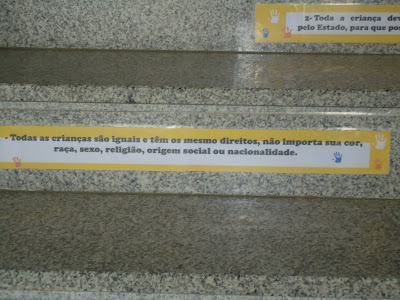 2- Toda a criança dev
pelo Estado, para que pos
- Todas as crianças são iguais e têm os mesmo direitos, não importa sua cor,
raça, sexo, religião, origem social ou nacionalidade.